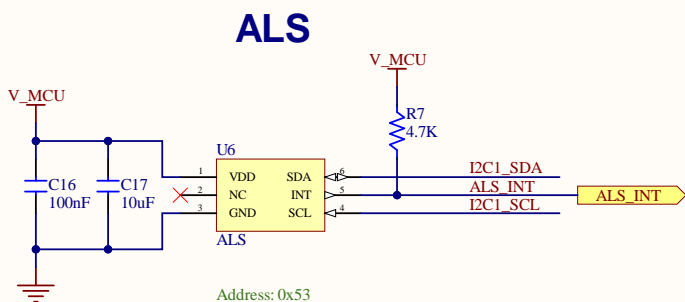 ALS
V_MCU
V_MCU
R7
4.7K
U6
C16
100nF
C17
10uF
1
VDD
SDA
6
I2C1_SDA
2
NC
INT
5
ALS_INT
ALS_INT
3
GND
SCL
4
I2C1_SCL
ALS
Address: 0x53